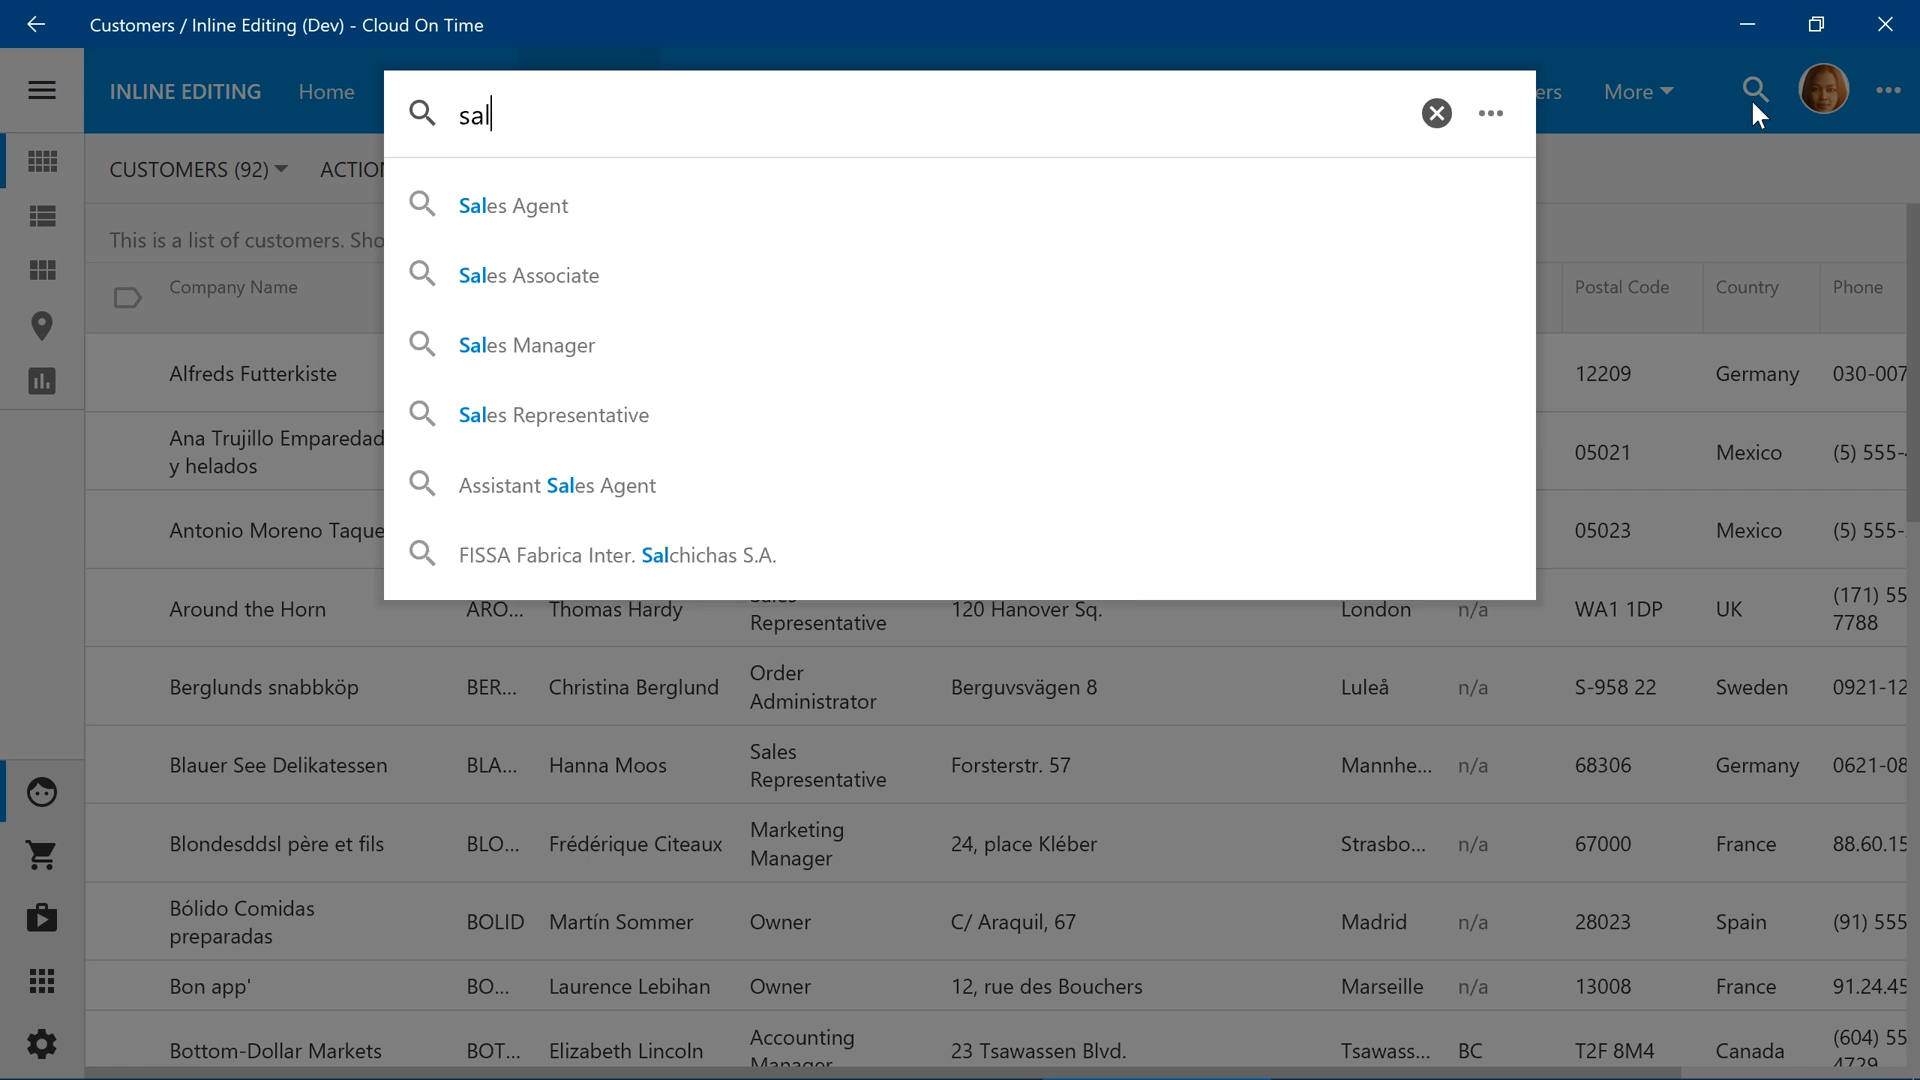 Customers / Inline Editing (Dev) - Cloud On Time
INLINE EDITING Home ers More
sal
CUSTOMERS (92) ACTION
This is a list of customers. Sho
Sales Agent
Sales Associate
Sales Manager
Sales Representative
Assistant Sales Agent
FISSA Fabrica Inter. Salchichas S.A.
Company Name Postal Code Country Phone
Alfreds Futterkiste 12209 Germany 030-007
Ana Trujillo Emparedad 05021 Mexico (5) 555-
y helados
Antonio Moreno Taque 05023 Mexico (5) 555-
Around the Horn ARO... Thomas Hardy Sales 120 Hanover Sq. London n/a WA1 1DP UK (171) 55
Representative 7788
Berglunds snabbköp BER... Christina Berglund Order Berguvsvägen 8 Luleå n/a S-958 22 Sweden 0921-12
Administrator
Blauer See Delikatessen BLA... Hanna Moos Sales Forsterstr. 57 Mannhe... n/a 68306 Germany 0621-08
Representative
Blondesddsl père et fils BLO... Frédérique Citeaux Marketing 24, place Kléber Strasbo... n/a 67000 France 88.60.15
Manager
Bólido Comidas BOLID Martín Sommer Owner C/ Araquil, 67 Madrid n/a 28023 Spain (91) 555
preparadas
Bon app' BO... Laurence Lebihan Owner 12, rue des Bouchers Marseille n/a 13008 France 91.24.45
Bottom-Dollar Markets BOT... Elizabeth Lincoln Accounting 23 Tsawassen Blvd. Tsawass... BC T2F 8M4 Canada (604) 55
Manager 4729